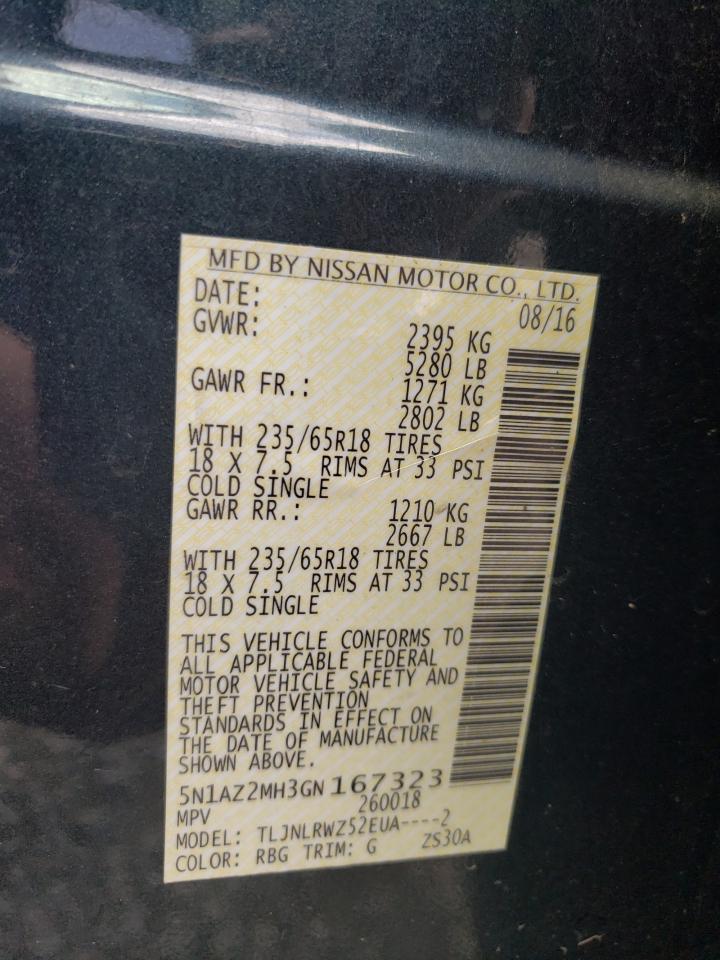 MFD BY NISSAN MOTOR CO., LTD.
DATE: 08/16
GVWR: 2395 KG
5280 LB
GAWR FR.: 1271 KG
2802 LB
WITH 235/65R18 TIRES
18 X 7.5 RIMS AT 33 PSI
COLD SINGLE
GAWR RR.: 1210 KG
2667 LB
WITH 235/65R18 TIRES
18 X 7.5 RIMS AT 33 PSI
COLD SINGLE
THIS VEHICLE CONFORMS TO
ALL APPLICABLE FEDERAL
MOTOR VEHICLE SAFETY AND
THEFT PREVENTION
STANDARDS IN EFFECT ON
THE DATE OF MANUFACTURE
SHOWN ABOVE.
5N1AZ2MH3GN167323
MPV 260018
MODEL: TLJNLRWZ52EUA----2
COLOR: RBG TRIM: G ZS30A